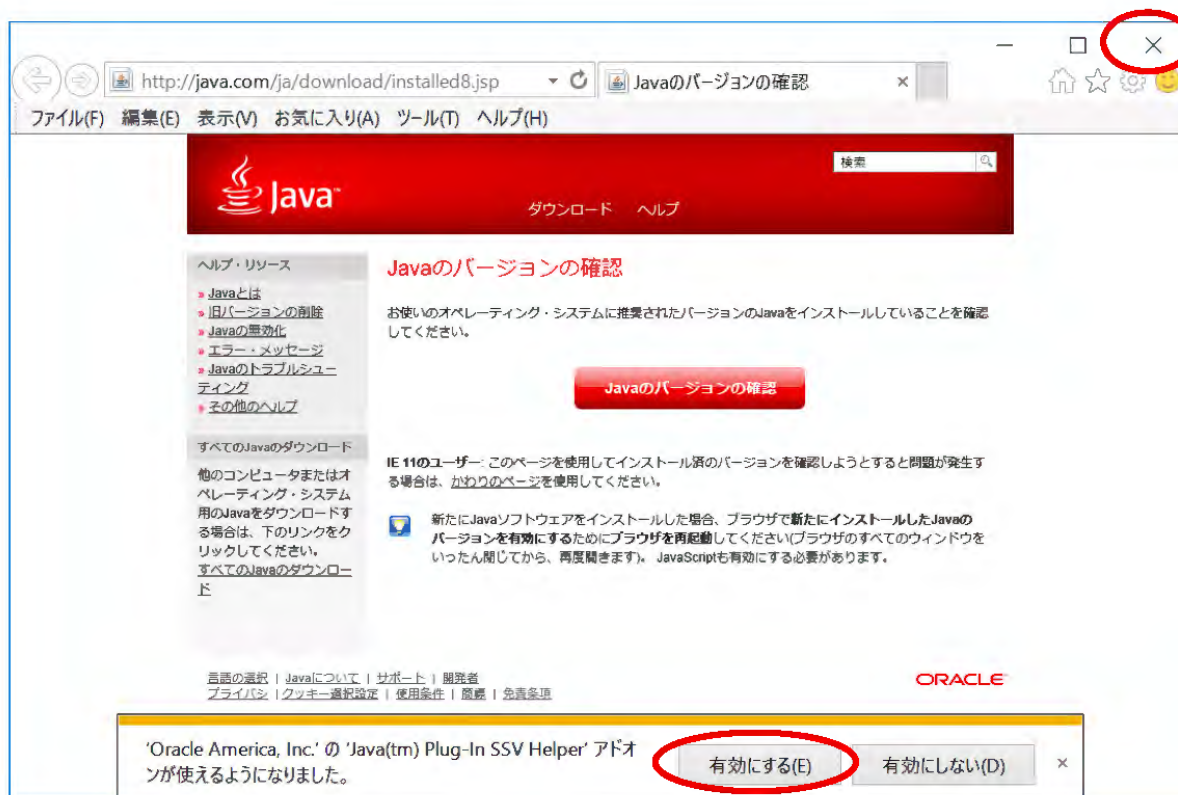 http://java.com/ja/download/installed8.jsp
Javaのバージョンの確認
ファイル(F) 編集(E) 表示(V) お気に入り(A) ツール(T) ヘルプ(H)
検索
Java™
ダウンロード ヘルプ
ヘルプ・リソース
» Javaとは
» 旧バージョンの削除
» Javaの無効化
» エラー・メッセージ
» Javaのトラブルシュー
ティング
» その他のヘルプ
すべてのJavaのダウンロード
他のコンピュータまたはオ
ペレーティング・システム
用のJavaをダウンロードす
る場合は、下のリンクをク
リックしてください。
すべてのJavaのダウンロー
ド
Javaのバージョンの確認
お使いのオペレーティング・システムに推奨されたバージョンのJavaをインストールしていることを確認
してください。
Javaのバージョンの確認
IE 11のユーザー: このページを使用してインストール済のバージョンを確認しようとすると問題が発生す
る場合は、かわりのページを使用してください。
新たにJavaソフトウェアをインストールした場合、ブラウザで新たにインストールしたJavaの
バージョンを有効にするためにブラウザを再起動してください(ブラウザのすべてのウィンドウを
いったん閉じてから、再度開きます)。 JavaScriptも有効にする必要があります。
言語の選択 | Javaについて | サポート | 開発者
プライバシ | クッキー選択設定 | 使用条件 | 商標 | 免責条項
ORACLE
'Oracle America, Inc.' の 'Java(tm) Plug-In SSV Helper' アドオ
ンが使えるようになりました。
有効にする(E)
有効にしない(D)